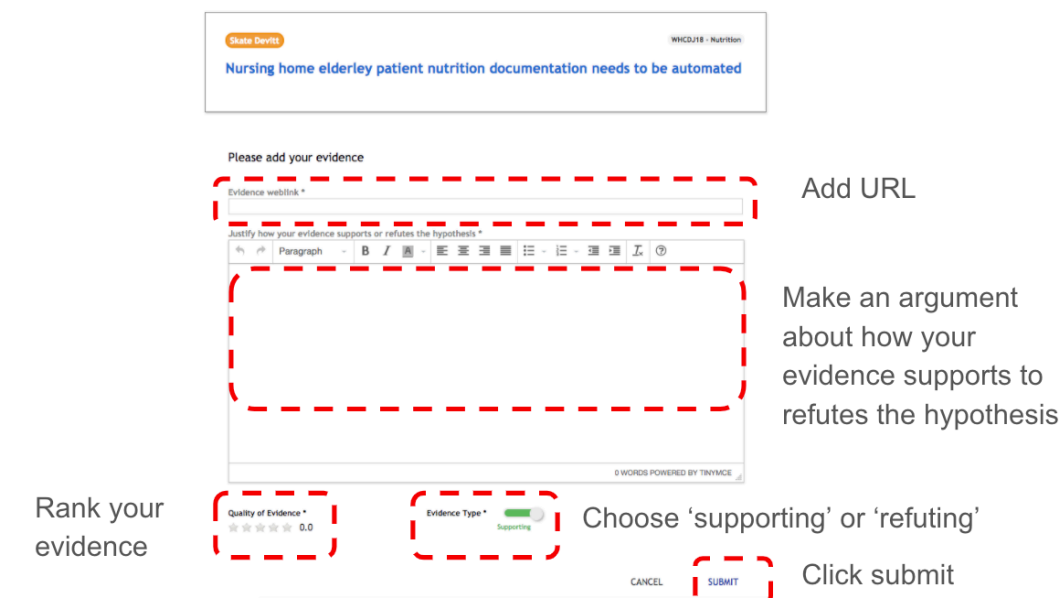 Skate Devitt
WHCDJ18 - Nutrition
Nursing home elderley patient nutrition documentation needs to be automated
Please add your evidence
Evidence weblink *
Add URL
Justify how your evidence supports or refutes the hypothesis *
Paragraph
B I A
Make an argument
about how your
evidence supports to
refutes the hypothesis
0 WORDS POWERED BY TINYMCE
Rank your
evidence
Quality of Evidence *
0.0
Evidence Type *
Supporting
Choose ‘supporting’ or ‘refuting’
CANCEL
SUBMIT
Click submit